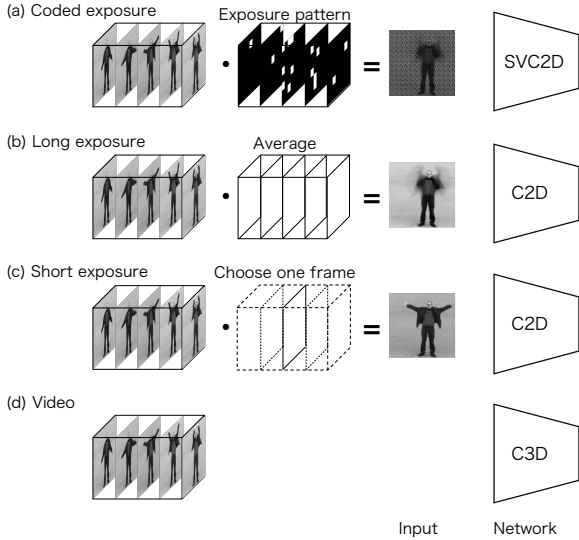 (a) Coded exposure
Exposure pattern
SVC2D
(b) Long exposure
Average
C2D
(c) Short exposure
Choose one frame
C2D
(d) Video
C3D
Input
Network